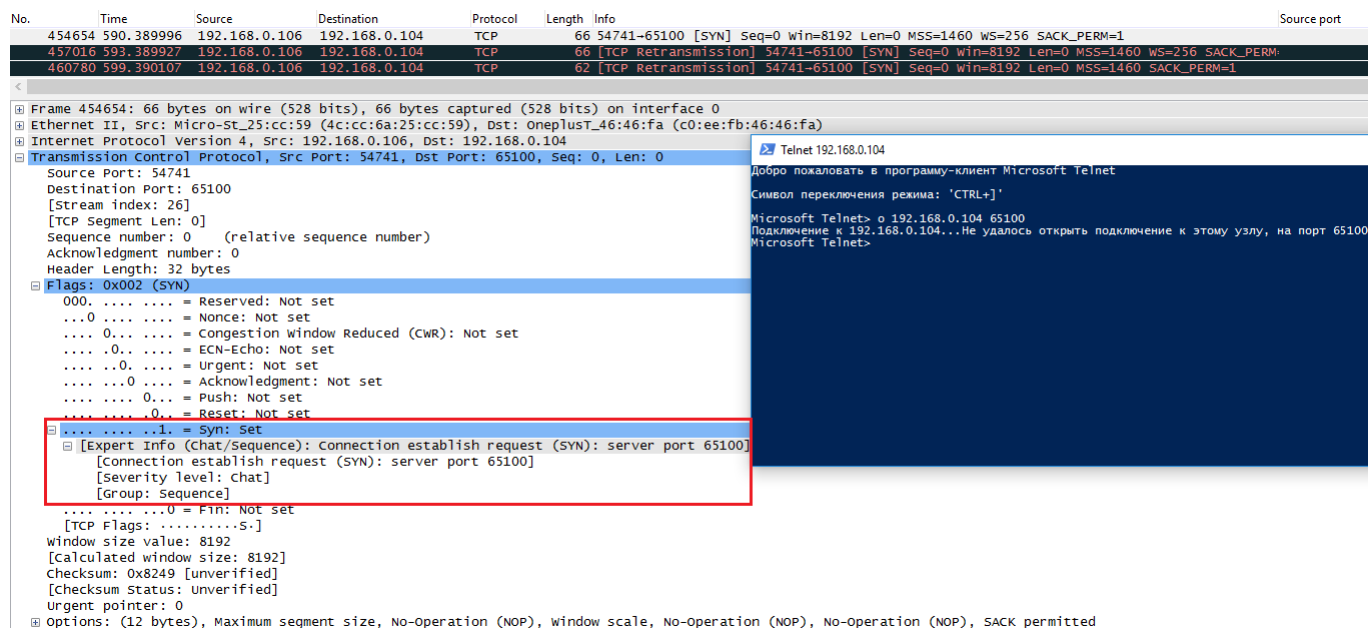 No. Time Source Destination Protocol Length Info Source port
454654 590.389996 192.168.0.106 192.168.0.104 TCP 66 54741→65100 [SYN] Seq=0 Win=8192 Len=0 MSS=1460 WS=256 SACK_PERM=1
457016 593.389927 192.168.0.106 192.168.0.104 TCP 66 [TCP Retransmission] 54741→65100 [SYN] Seq=0 Win=8192 Len=0 MSS=1460 WS=256 SACK_PERM
460780 599.390107 192.168.0.106 192.168.0.104 TCP 62 [TCP Retransmission] 54741→65100 [SYN] Seq=0 Win=8192 Len=0 MSS=1460 SACK_PERM=1
Frame 454654: 66 bytes on wire (528 bits), 66 bytes captured (528 bits) on interface 0
Ethernet II, Src: Micro-St_25:cc:59 (4c:cc:6a:25:cc:59), Dst: OneplusT_46:46:fa (c0:ee:fb:46:46:fa)
Internet Protocol Version 4, Src: 192.168.0.106, Dst: 192.168.0.104
Transmission Control Protocol, Src Port: 54741, Dst Port: 65100, Seq: 0, Len: 0
Source Port: 54741
Destination Port: 65100
[Stream index: 26]
[TCP Segment Len: 0]
Sequence number: 0 (relative sequence number)
Acknowledgment number: 0
Header Length: 32 bytes
Flags: 0x002 (SYN)
000. .... .... = Reserved: Not set
...0 .... .... = Nonce: Not set
.... 0... .... = Congestion Window Reduced (CWR): Not set
.... .0.. .... = ECN-Echo: Not set
.... ..0. .... = Urgent: Not set
.... ...0 .... = Acknowledgment: Not set
.... .... 0... = Push: Not set
.... .... .0.. = Reset: Not set
.... .... ..1. = Syn: Set
[Expert Info (Chat/Sequence): Connection establish request (SYN): server port 65100]
[Connection establish request (SYN): server port 65100]
[Severity level: Chat]
[Group: Sequence]
.... .... ...0 = Fin: Not set
[TCP Flags: ··········S·]
Window size value: 8192
[Calculated window size: 8192]
Checksum: 0x8249 [unverified]
[Checksum Status: Unverified]
Urgent pointer: 0
Options: (12 bytes), Maximum segment size, No-Operation (NOP), Window scale, No-Operation (NOP), No-Operation (NOP), SACK permitted
Telnet 192.168.0.104
Добро пожаловать в программу-клиент Microsoft Telnet
Символ переключения режима: 'CTRL+]'
Microsoft Telnet> o 192.168.0.104 65100
Подключение к 192.168.0.104...Не удалось открыть подключение к этому узлу, на порт 65100
Microsoft Telnet>